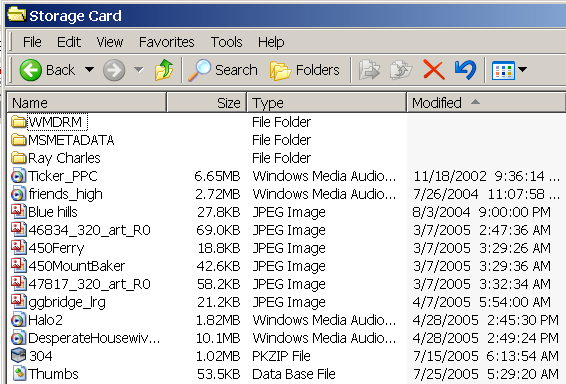 Storage Card
File Edit View Favorites Tools Help
Back Search Folders
Name Size Type Modified
WMDRM File Folder
MSMETADATA File Folder
Ray Charles File Folder
Ticker_PPC 6.65MB Windows Media Audio... 11/18/2002 9:36:14 ...
friends_high 2.72MB Windows Media Audio... 7/26/2004 11:07:58 ...
Blue hills 27.8KB JPEG Image 8/3/2004 9:00:00 PM
46834_320_art_R0 69.0KB JPEG Image 3/7/2005 2:47:36 AM
450Ferry 18.8KB JPEG Image 3/7/2005 3:29:26 AM
450MountBaker 42.6KB JPEG Image 3/7/2005 3:29:36 AM
47817_320_art_R0 58.2KB JPEG Image 3/7/2005 3:32:34 AM
ggbridge_lrg 21.2KB JPEG Image 4/7/2005 5:54:00 AM
Halo2 1.82MB Windows Media Audio... 4/28/2005 2:45:30 PM
DesperateHousewiv... 10.1MB Windows Media Audio... 4/28/2005 2:49:24 PM
304 1.02MB PKZIP File 7/15/2005 6:13:54 AM
Thumbs 53.5KB Data Base File 7/25/2005 5:29:20 AM